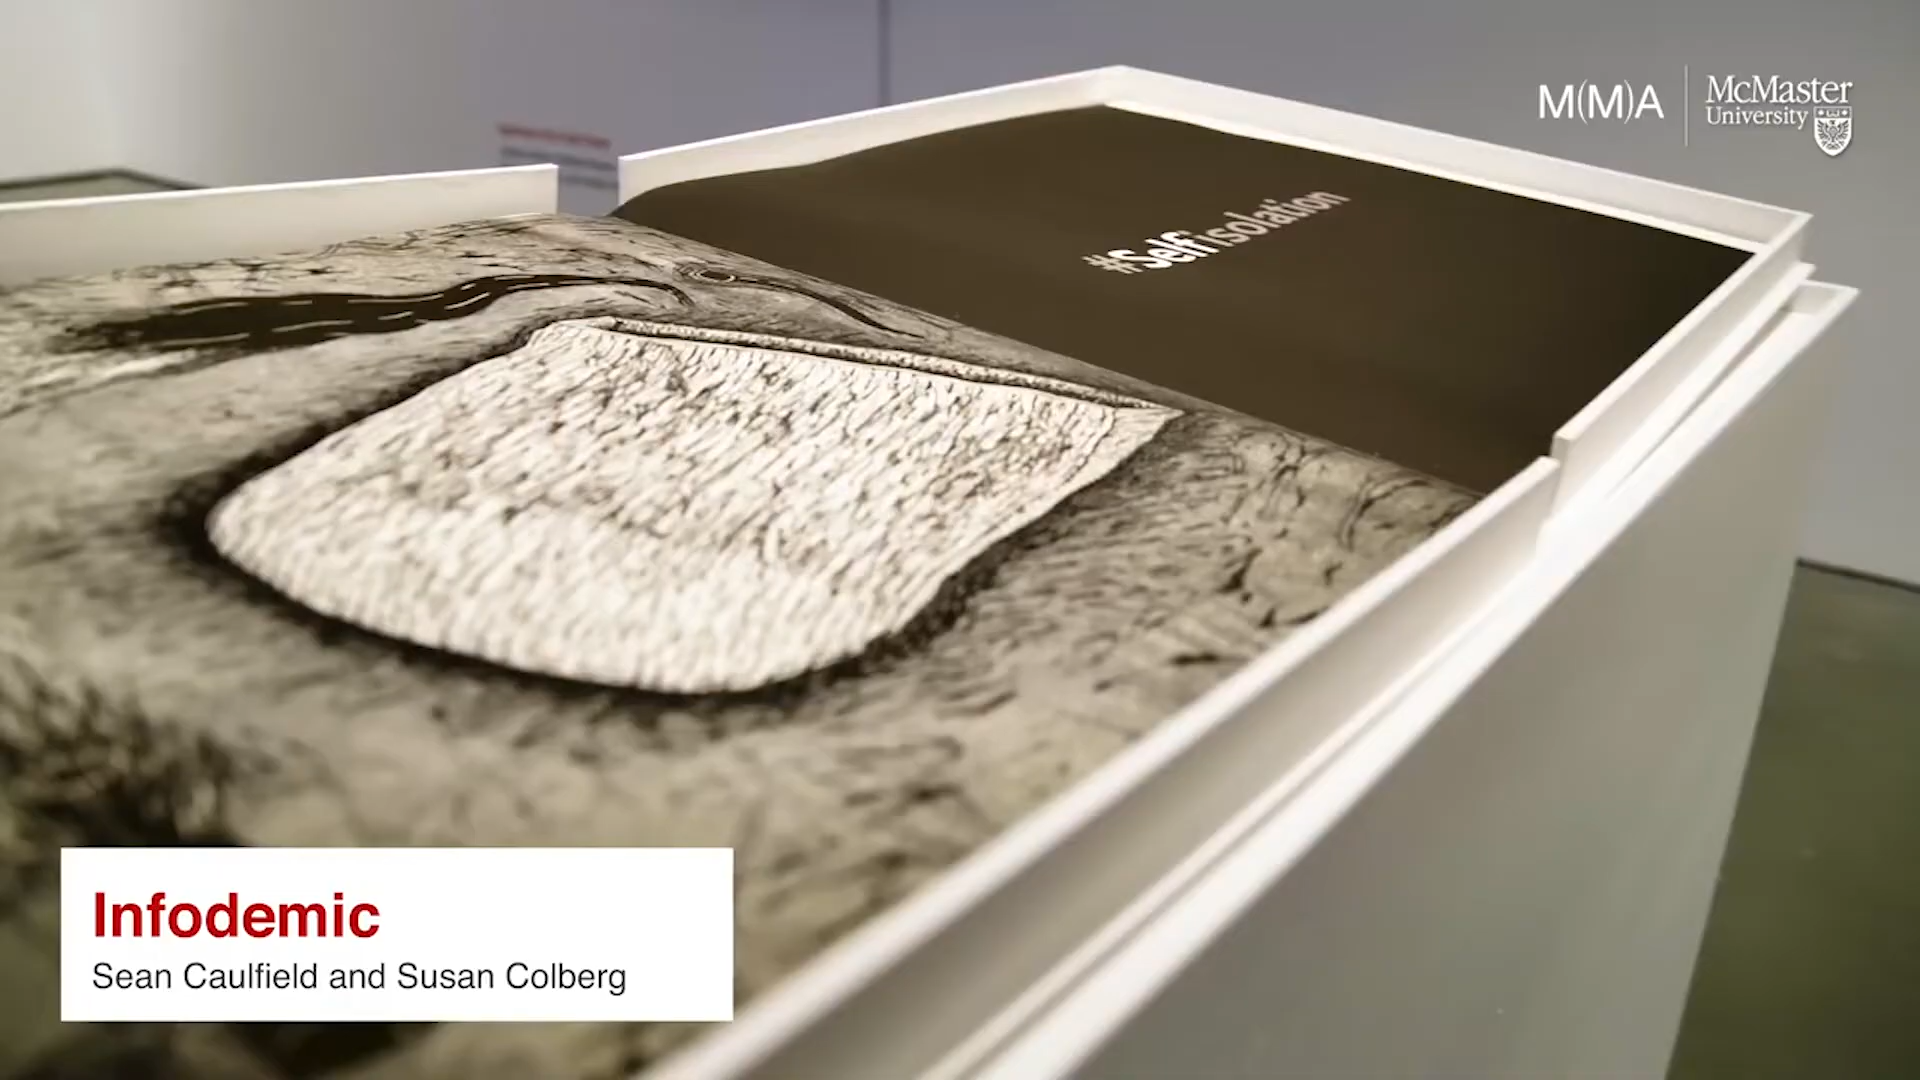 M(M)A
McMaster
University
#Selfisolation
Infodemic
Sean Caulfield and Susan Colberg